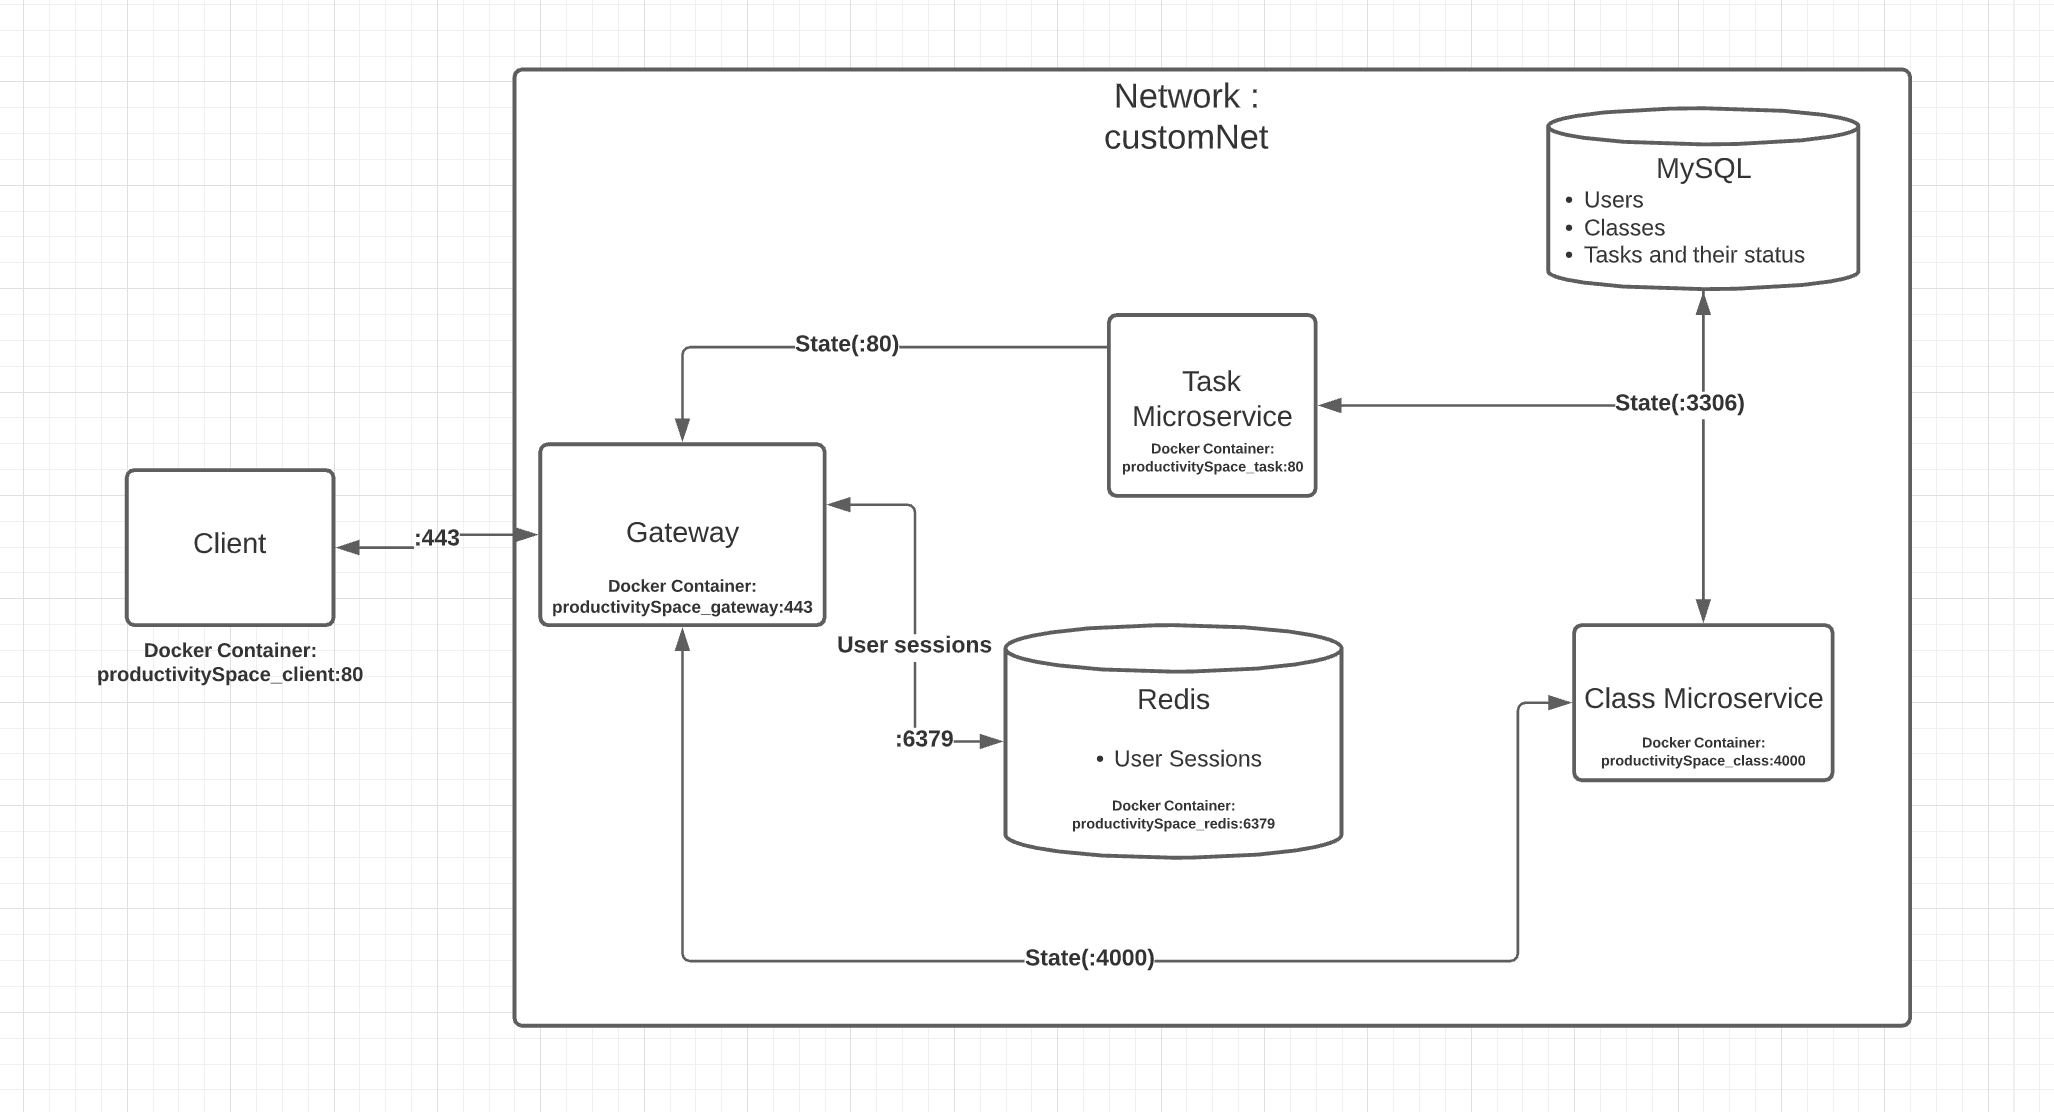 Network :
customNet
MySQL
• Users
• Classes
• Tasks and their status
State(:80)
Task
Microservice
Docker Container:
productivitySpace_task:80
State(:3306)
Client
Docker Container:
productivitySpace_client:80
:443
Gateway
Docker Container:
productivitySpace_gateway:443
User sessions
:6379
Redis
• User Sessions
Docker Container:
productivitySpace_redis:6379
Class Microservice
Docker Container:
productivitySpace_class:4000
State(:4000)